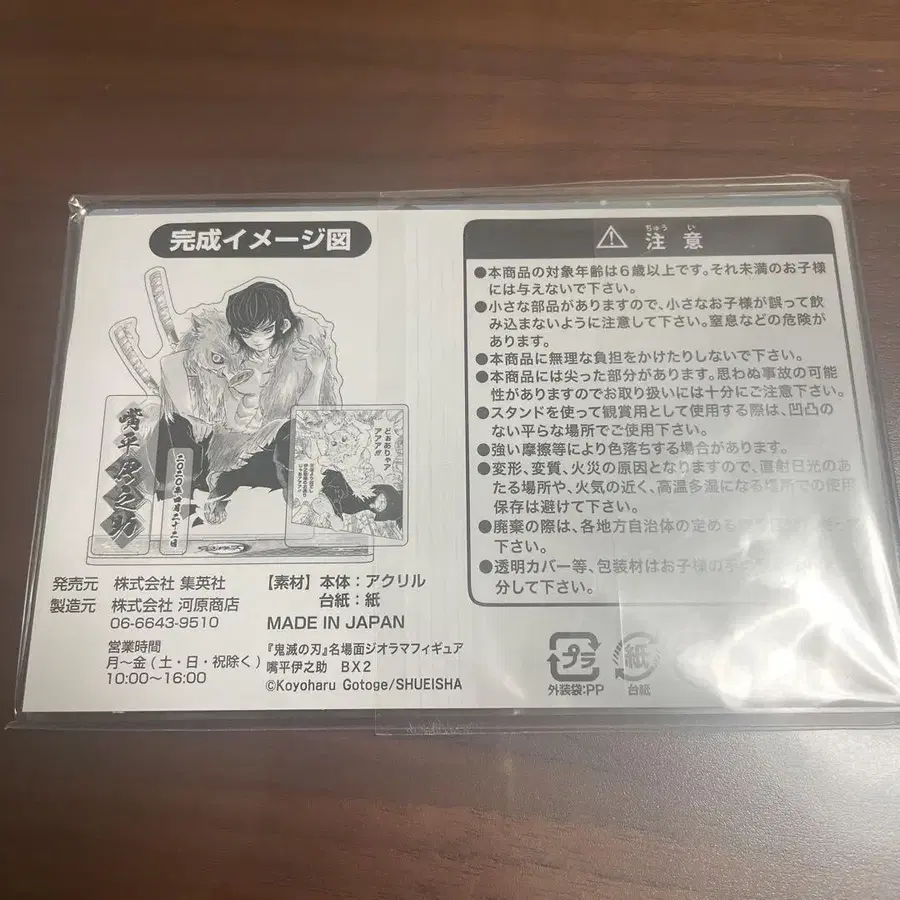 完成イメージ図
嘴平伊之助
二〇二〇年四月二十二日
どおありゃア
アアア!!
発売元 株式会社 集英社
製造元 株式会社 河原商店
06-6643-9510
営業時間
月〜金(土・日・祝除く)
10:00〜16:00
【素材】本体:アクリル
台紙:紙
MADE IN JAPAN
『鬼滅の刃』名場面ジオラマフィギュア
嘴平伊之助 BX2
©Koyoharu Gotoge/SHUEISHA
ちゅう い
注 意
●本商品の対象年齢は6歳以上です。それ未満のお子様
には与えないで下さい。
●小さな部品がありますので、小さなお子様が誤って飲
み込まないように注意して下さい。窒息などの危険が
あります。
●本商品に無理な負担をかけたりしないで下さい。
●本商品には尖った部分があります。思わぬ事故の可能
性がありますのでお取り扱いには十分にご注意下さい。
●スタンドを使って観賞用として使用する際は、凹凸の
ない平らな場所でご使用下さい。
●強い摩擦等により色落ちする場合があります。
●変形、変質、火災の原因となりますので、直射日光のあ
たる場所や、火気の近く、高温多湿になる場所での使用
保存は避けて下さい。
●廃棄の際は、各地方自治体の定める
下さい。
●透明カバー等、包装材はお子様の手
分して下さい。
プラ
外装袋:PP
紙
台紙